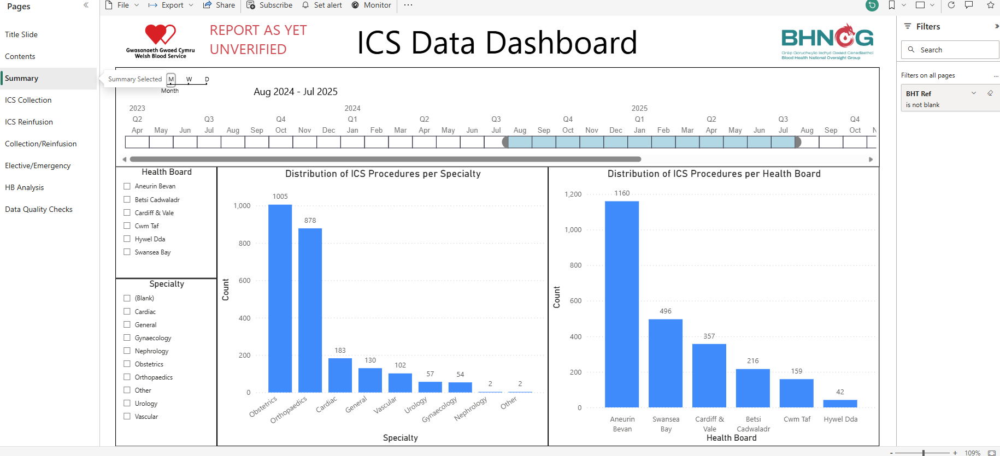 Pages
File
Export
Share
Subscribe
Set alert
Monitor
Title Slide
Contents
Summary
ICS Collection
ICS Reinfusion
Collection/Reinfusion
Elective/Emergency
HB Analysis
Data Quality Checks
Gwasanaeth Gwaed Cymru
Welsh Blood Service
REPORT AS YET
UNVERIFIED
ICS Data Dashboard
BHNOG
Grŵp Goruchwylio Iechyd Gwaed Cenedlaethol
Blood Health National Oversight Group
Summary Selected
M W D
Month
Aug 2024 - Jul 2025
2023 2024 2025
Q2 Q3 Q4 Q1 Q2 Q3 Q4 Q1 Q2 Q3 Q4
Apr May Jun Jul Aug Sep Oct Nov Dec Jan Feb Mar Apr May Jun Jul Aug Sep Oct Nov Dec Jan Feb Mar Apr May Jun Jul Aug Sep Oct N
Health Board
Aneurin Bevan
Betsi Cadwaladr
Cardiff & Vale
Cwm Taf
Hywel Dda
Swansea Bay
Specialty
(Blank)
Cardiac
General
Gynaecology
Nephrology
Obstetrics
Orthopaedics
Other
Urology
Vascular
Distribution of ICS Procedures per Specialty
Count
1,000
800
600
400
200
0
1005
878
183
130
102
57
54
2
2
Obstetrics
Orthopaedics
Cardiac
General
Vascular
Urology
Gynaecology
Nephrology
Other
Specialty
Distribution of ICS Procedures per Health Board
Count
1,200
1,000
800
600
400
200
0
1160
496
357
216
159
42
Aneurin
Bevan
Swansea
Bay
Cardiff &
Vale
Betsi
Cadwaladr
Cwm Taf
Hywel Dda
Health Board
Filters
Search
Filters on all pages
...
BHT Ref
is not blank
- + 109%